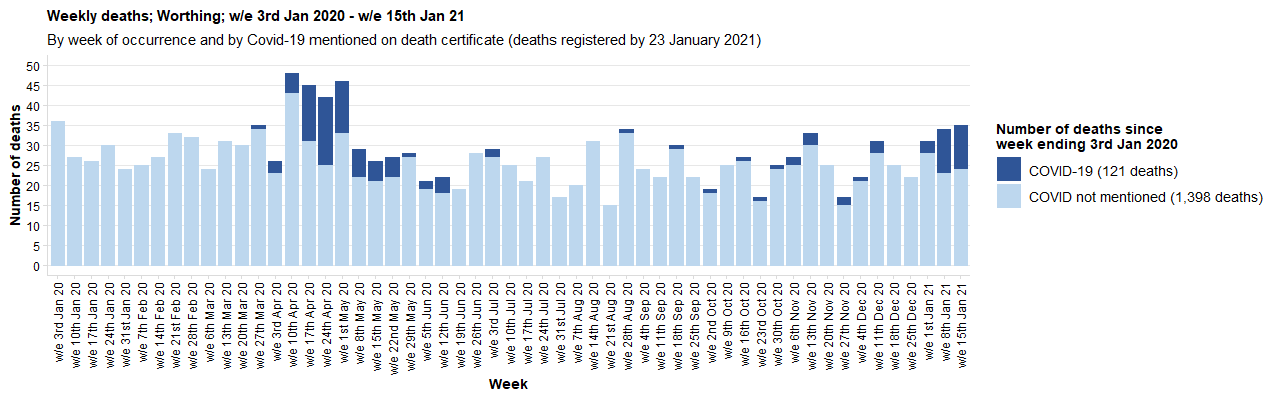 Weekly deaths; Worthing; w/e 3rd Jan 2020 - w/e 15th Jan 21
By week of occurrence and by Covid-19 mentioned on death certificate (deaths registered by 23 January 2021)
Number of deaths
50
45
40
35
30
25
20
15
10
5
0
w/e 3rd Jan 20
w/e 10th Jan 20
w/e 17th Jan 20
w/e 24th Jan 20
w/e 31st Jan 20
w/e 7th Feb 20
w/e 14th Feb 20
w/e 21st Feb 20
w/e 28th Feb 20
w/e 6th Mar 20
w/e 13th Mar 20
w/e 20th Mar 20
w/e 27th Mar 20
w/e 3rd Apr 20
w/e 10th Apr 20
w/e 17th Apr 20
w/e 24th Apr 20
w/e 1st May 20
w/e 8th May 20
w/e 15th May 20
w/e 22nd May 20
w/e 29th May 20
w/e 5th Jun 20
w/e 12th Jun 20
w/e 19th Jun 20
w/e 26th Jun 20
w/e 3rd Jul 20
w/e 10th Jul 20
w/e 17th Jul 20
w/e 24th Jul 20
w/e 31st Jul 20
w/e 7th Aug 20
w/e 14th Aug 20
w/e 21st Aug 20
w/e 28th Aug 20
w/e 4th Sep 20
w/e 11th Sep 20
w/e 18th Sep 20
w/e 25th Sep 20
w/e 2nd Oct 20
w/e 9th Oct 20
w/e 16th Oct 20
w/e 23rd Oct 20
w/e 30th Oct 20
w/e 6th Nov 20
w/e 13th Nov 20
w/e 20th Nov 20
w/e 27th Nov 20
w/e 4th Dec 20
w/e 11th Dec 20
w/e 18th Dec 20
w/e 25th Dec 20
w/e 1st Jan 21
w/e 8th Jan 21
w/e 15th Jan 21
Week
Number of deaths since
week ending 3rd Jan 2020
COVID-19 (121 deaths)
COVID not mentioned (1,398 deaths)